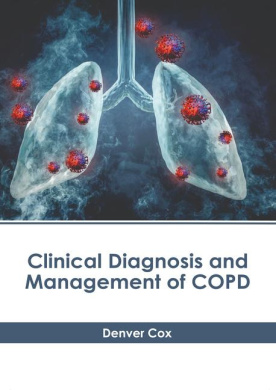 Clinical Diagnosis and
Management of COPD
Denver Cox